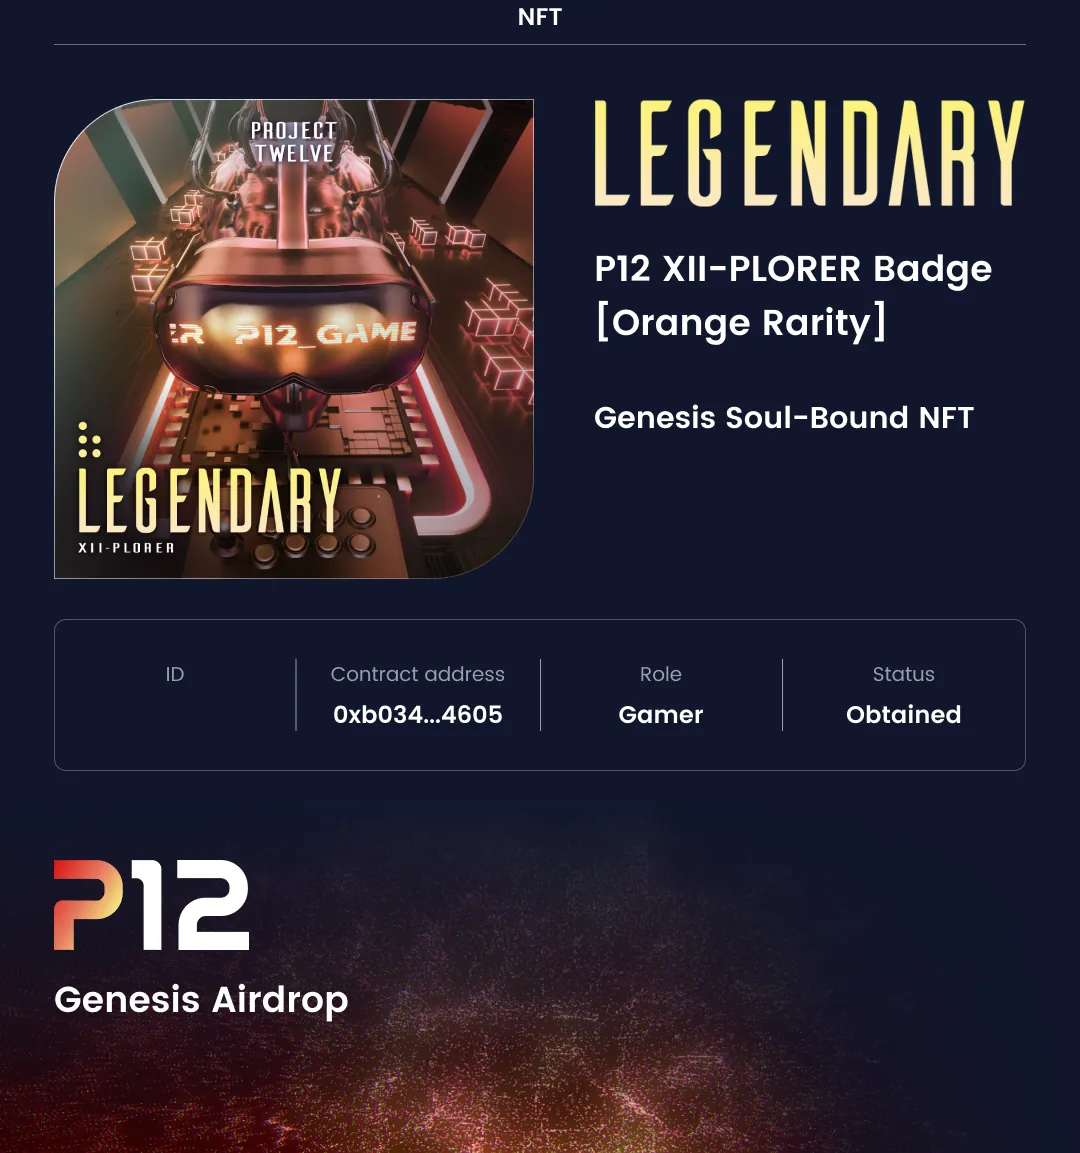 NFT
PROJECT
TWELVE
:R P12_GAME
LEGENDARY
XII-PLORER
LEGENDARY
P12 XII-PLORER Badge
[Orange Rarity]
Genesis Soul-Bound NFT
ID
Contract address
0xb034...4605
Role
Gamer
Status
Obtained
P12
Genesis Airdrop